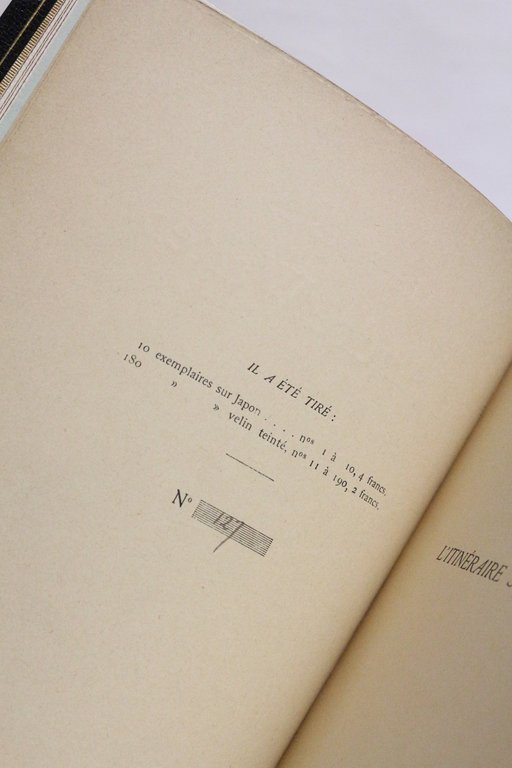 IL A ÉTÉ TIRÉ :
10 exemplaires sur Japon . . . . nos 1 à 10, 4 francs.
180 » » velin teinté, nos 11 à 190, 2 francs.
No 127
L'ITINÉRAIRE